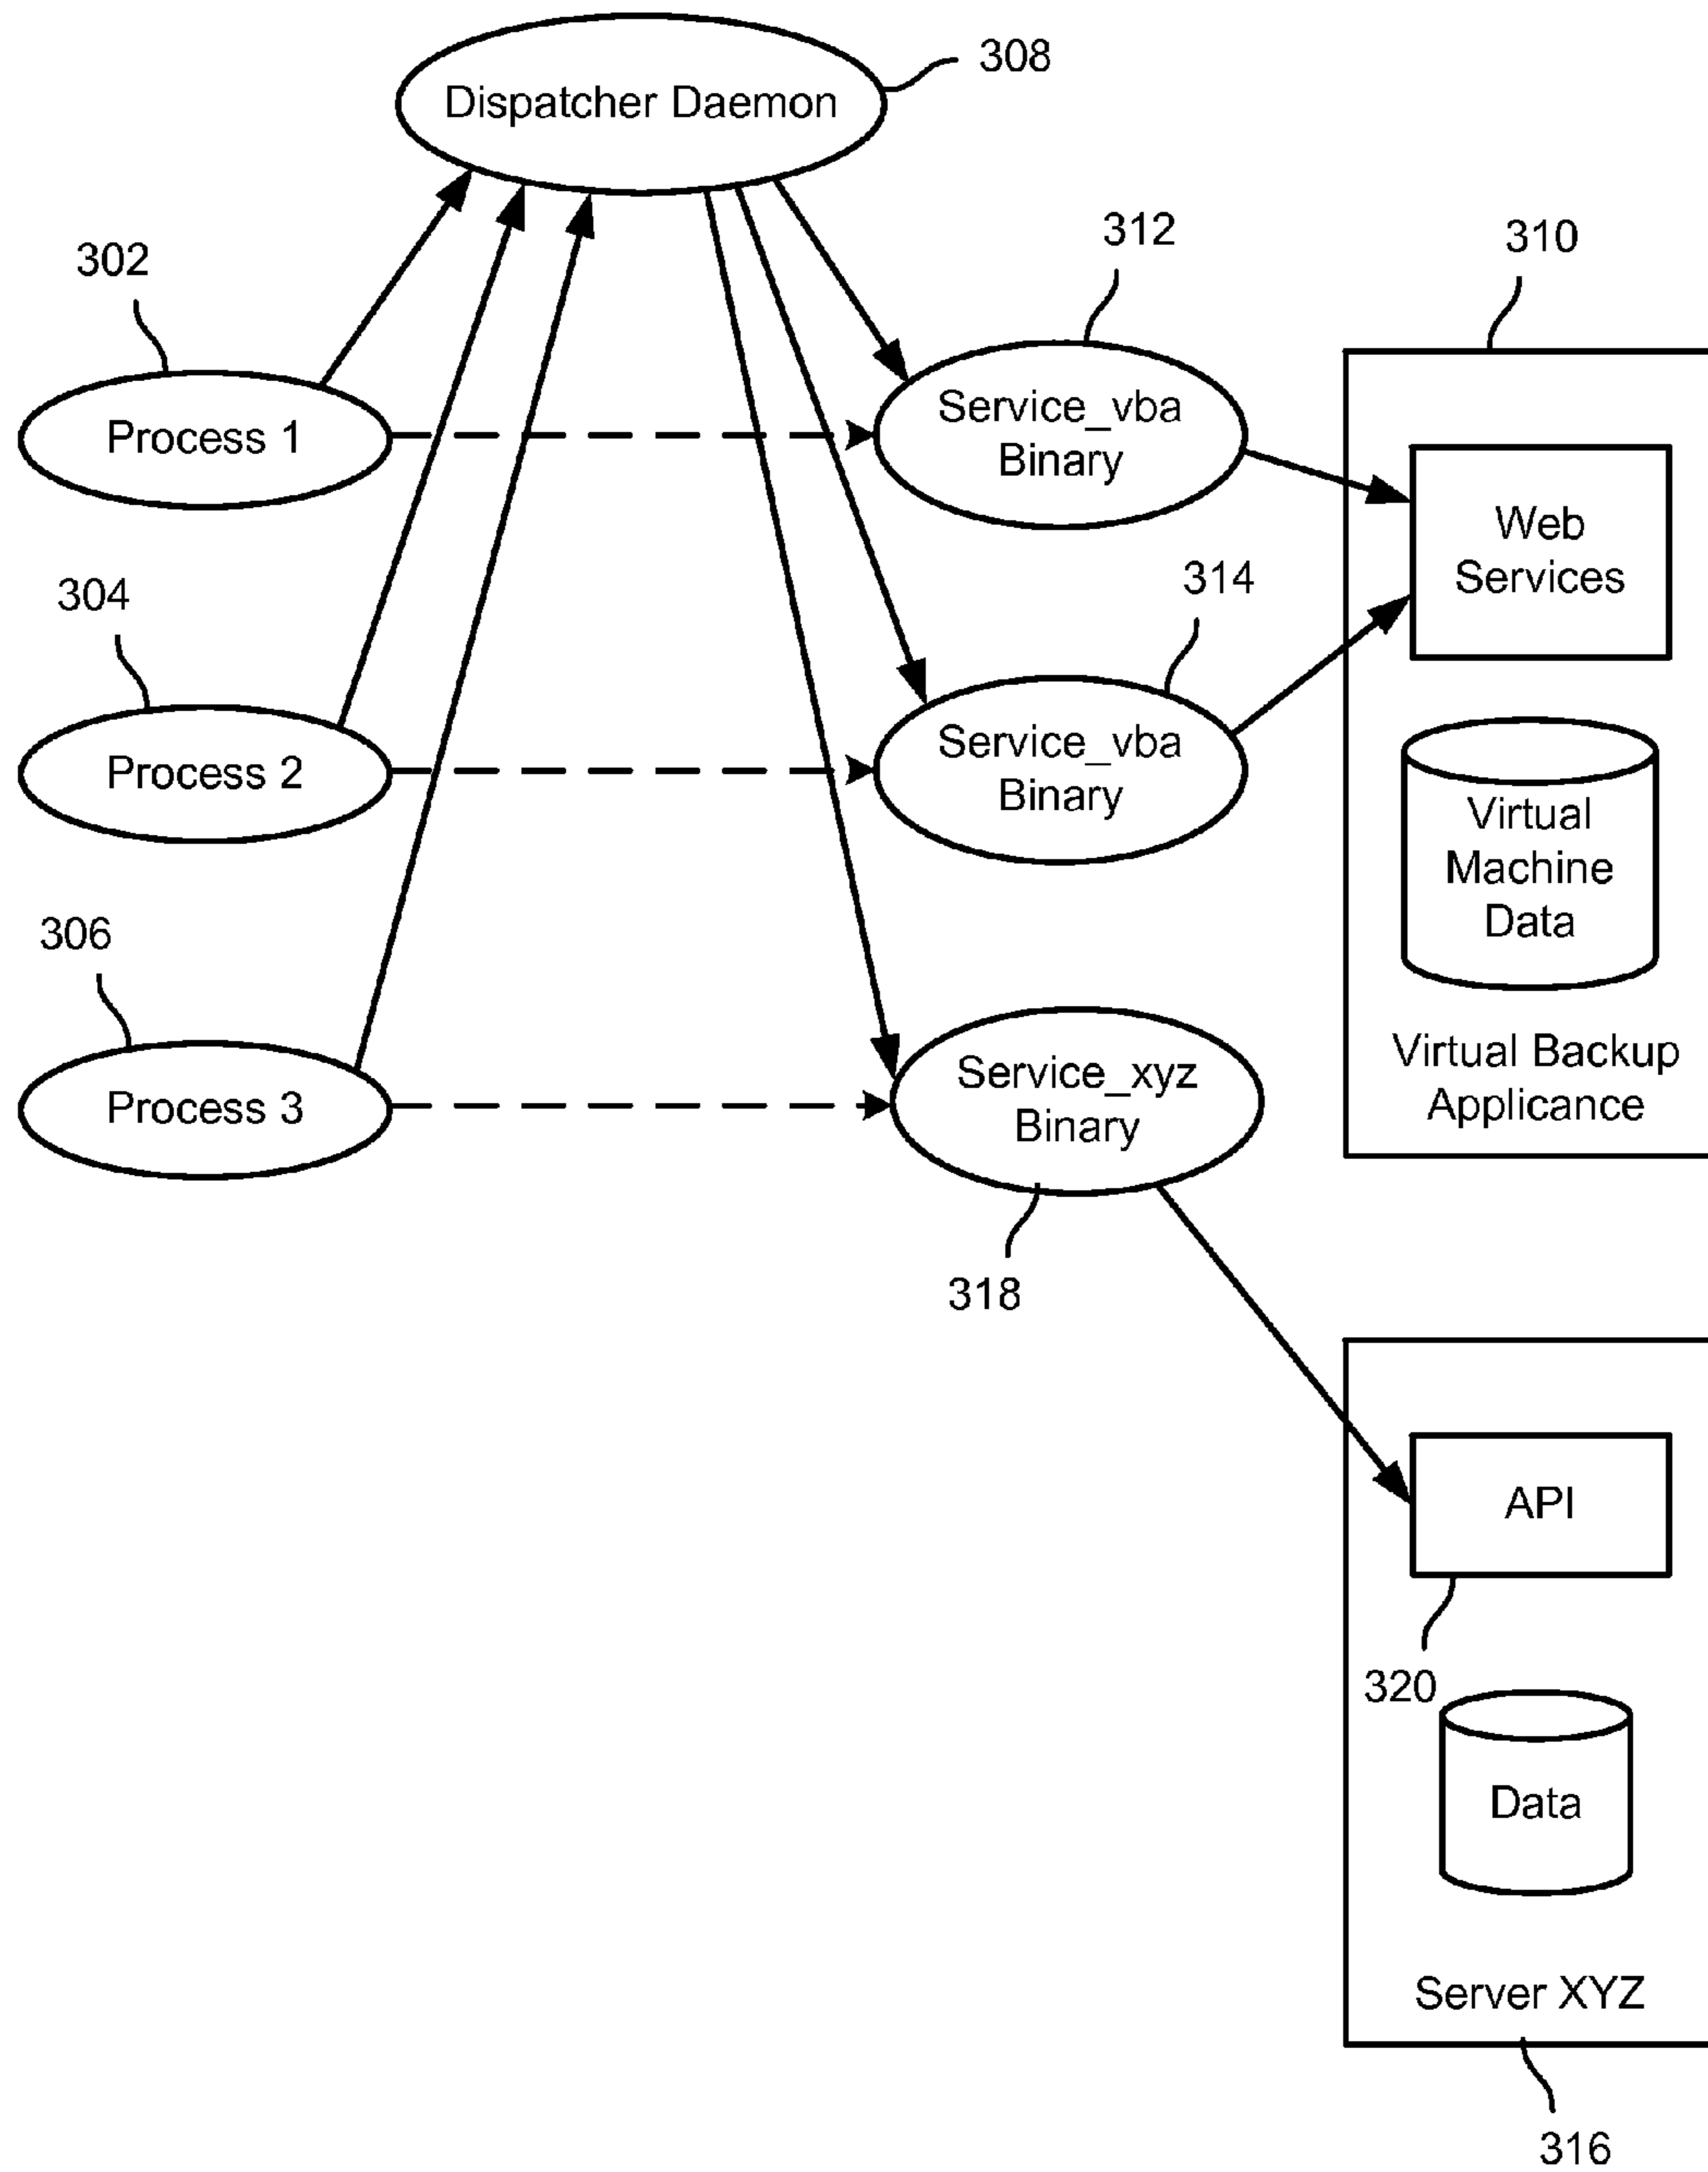 308
Dispatcher Daemon
302
312
310
Process 1
Service_vba
Binary
Web
Services
304
314
Process 2
Service_vba
Binary
Virtual
Machine
Data
306
Process 3
Service_xyz
Binary
Virtual Backup
Applicance
318
API
320
Data
Server XYZ
316